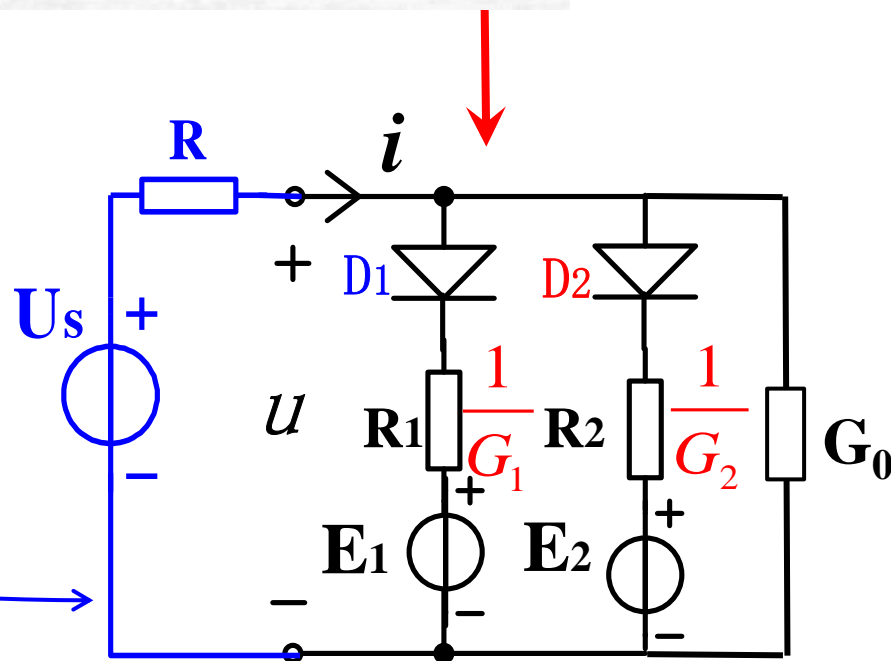 R
i
+
D1
D2
Us
+
−
u
R1
1
G₁
R2
1
G₂
G₀
+
E1
−
+
E2
−
−